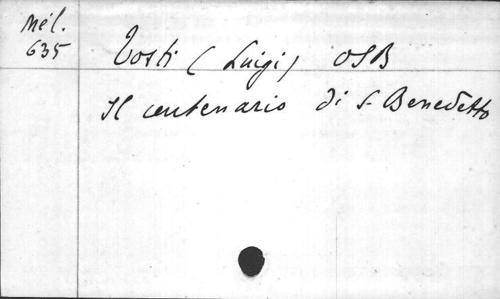 Mél.
635
Tosti (Luigi) OSB
Il centenario di S. Benedetto